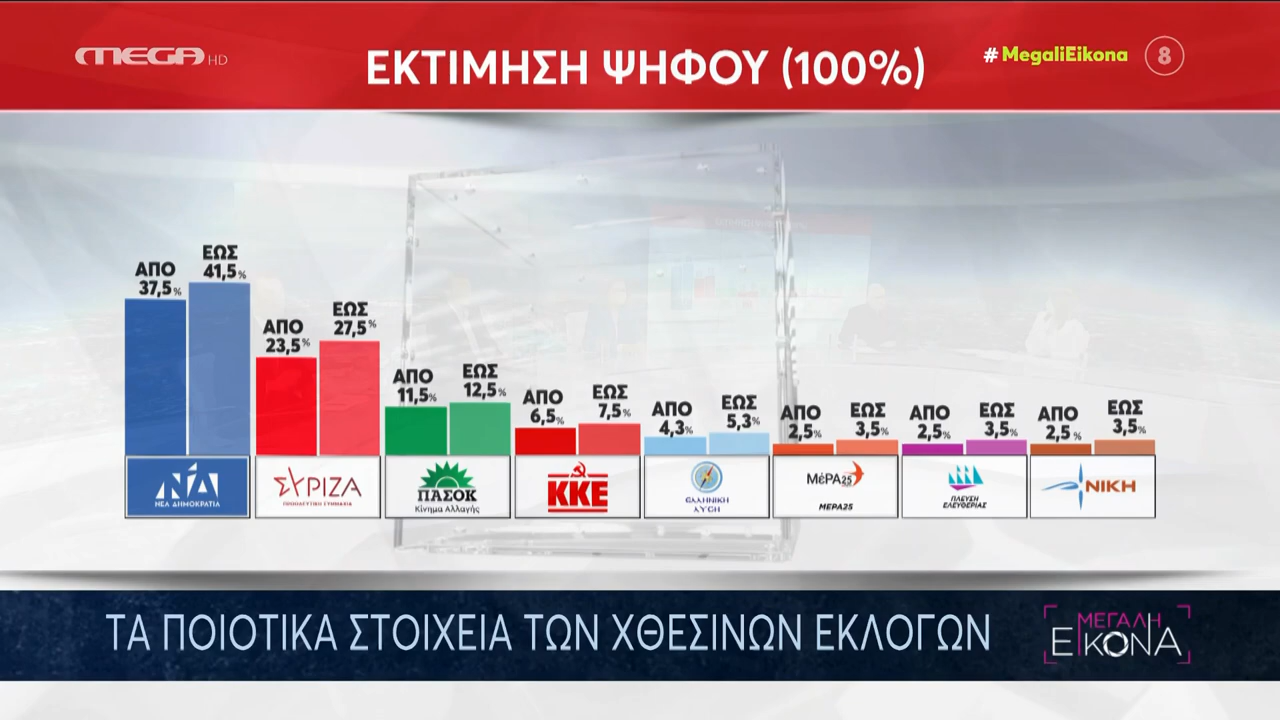 MEGA HD
ΕΚΤΙΜΗΣΗ ΨΗΦΟΥ (100%)
#MegaliEikona 8
ΑΠΟ
37,5%
ΕΩΣ
41,5%
ΝΔ
ΝΕΑ ΔΗΜΟΚΡΑΤΙΑ
ΑΠΟ
23,5%
ΕΩΣ
27,5%
ΣΥΡΙΖΑ
ΠΡΟΟΔΕΥΤΙΚΗ ΣΥΜΜΑΧΙΑ
ΑΠΟ
11,5%
ΕΩΣ
12,5%
ΠΑΣΟΚ
Κίνημα Αλλαγής
ΑΠΟ
6,5%
ΕΩΣ
7,5%
ΚΚΕ
ΑΠΟ
4,3%
ΕΩΣ
5,3%
ΕΛΛΗΝΙΚΗ
ΛΥΣΗ
ΑΠΟ
2,5%
ΕΩΣ
3,5%
ΜέΡΑ25
ΜΕΡΑ25
ΑΠΟ
2,5%
ΕΩΣ
3,5%
ΠΛΕΥΣΗ
ΕΛΕΥΘΕΡΙΑΣ
ΑΠΟ
2,5%
ΕΩΣ
3,5%
ΝΙΚΗ
ΤΑ ΠΟΙΟΤΙΚΑ ΣΤΟΙΧΕΙΑ ΤΩΝ ΧΘΕΣΙΝΩΝ ΕΚΛΟΓΩΝ
ΜΕΓΑΛΗ
ΕΙΚΟΝΑ